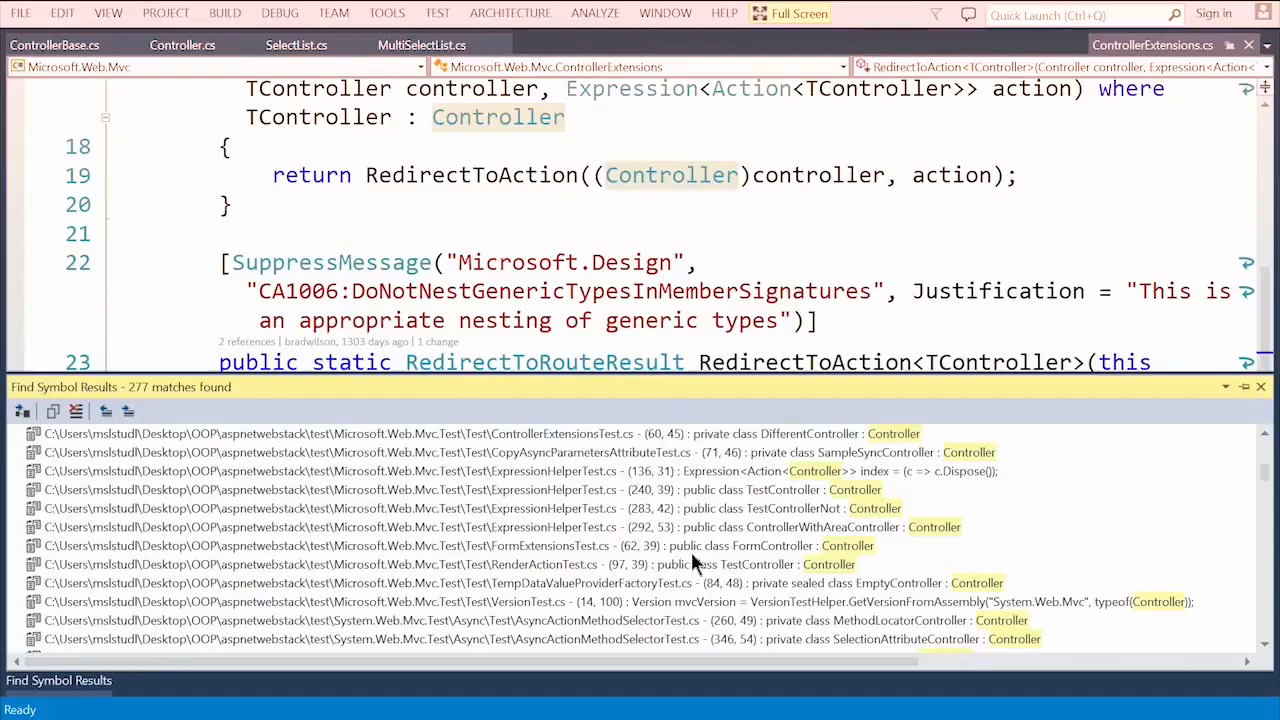 FILE EDIT VIEW PROJECT BUILD DEBUG TEAM TOOLS TEST ARCHITECTURE ANALYZE WINDOW HELP Full Screen Quick Launch (Ctrl+Q) Sign in
ControllerBase.cs Controller.cs SelectList.cs MultiSelectList.cs ControllerExtensions.cs
Microsoft.Web.Mvc Microsoft.Web.Mvc.ControllerExtensions RedirectToAction<TController>(Controller controller, Expression<Action<
TController controller, Expression<Action<TController>> action) where
TController : Controller
18 {
19 return RedirectToAction((Controller)controller, action);
20 }
21
22 [SuppressMessage("Microsoft.Design",
"CA1006:DoNotNestGenericTypesInMemberSignatures", Justification = "This is
an appropriate nesting of generic types")]
2 references | bradwilson, 1303 days ago | 1 change
23 public static RedirectToRouteResult RedirectToAction<TController>(this
Find Symbol Results - 277 matches found
C:\Users\mslstudl\Desktop\OOP\aspnetwebstack\test\Microsoft.Web.Mvc.Test\Test\ControllerExtensionsTest.cs - (60, 45) : private class DifferentController : Controller
C:\Users\mslstudl\Desktop\OOP\aspnetwebstack\test\Microsoft.Web.Mvc.Test\Test\CopyAsyncParametersAttributeTest.cs - (71, 46) : private class SampleSyncController : Controller
C:\Users\mslstudl\Desktop\OOP\aspnetwebstack\test\Microsoft.Web.Mvc.Test\Test\ExpressionHelperTest.cs - (136, 31) : Expression<Action<Controller>> index = (c => c.Dispose());
C:\Users\mslstudl\Desktop\OOP\aspnetwebstack\test\Microsoft.Web.Mvc.Test\Test\ExpressionHelperTest.cs - (240, 39) : public class TestController : Controller
C:\Users\mslstudl\Desktop\OOP\aspnetwebstack\test\Microsoft.Web.Mvc.Test\Test\ExpressionHelperTest.cs - (283, 42) : public class TestControllerNot : Controller
C:\Users\mslstudl\Desktop\OOP\aspnetwebstack\test\Microsoft.Web.Mvc.Test\Test\ExpressionHelperTest.cs - (292, 53) : public class ControllerWithAreaController : Controller
C:\Users\mslstudl\Desktop\OOP\aspnetwebstack\test\Microsoft.Web.Mvc.Test\Test\FormExtensionsTest.cs - (62, 39) : public class FormController : Controller
C:\Users\mslstudl\Desktop\OOP\aspnetwebstack\test\Microsoft.Web.Mvc.Test\Test\RenderActionTest.cs - (97, 39) : public class TestController : Controller
C:\Users\mslstudl\Desktop\OOP\aspnetwebstack\test\Microsoft.Web.Mvc.Test\Test\TempDataValueProviderFactoryTest.cs - (84, 48) : private sealed class EmptyController : Controller
C:\Users\mslstudl\Desktop\OOP\aspnetwebstack\test\Microsoft.Web.Mvc.Test\Test\VersionTest.cs - (14, 100) : Version mvcVersion = VersionTestHelper.GetVersionFromAssembly("System.Web.Mvc", typeof(Controller));
C:\Users\mslstudl\Desktop\OOP\aspnetwebstack\test\System.Web.Mvc.Test\Async\Test\AsyncActionMethodSelectorTest.cs - (260, 49) : private class MethodLocatorController : Controller
C:\Users\mslstudl\Desktop\OOP\aspnetwebstack\test\System.Web.Mvc.Test\Async\Test\AsyncActionMethodSelectorTest.cs - (346, 54) : private class SelectionAttributeController : Controller
Find Symbol Results
Ready